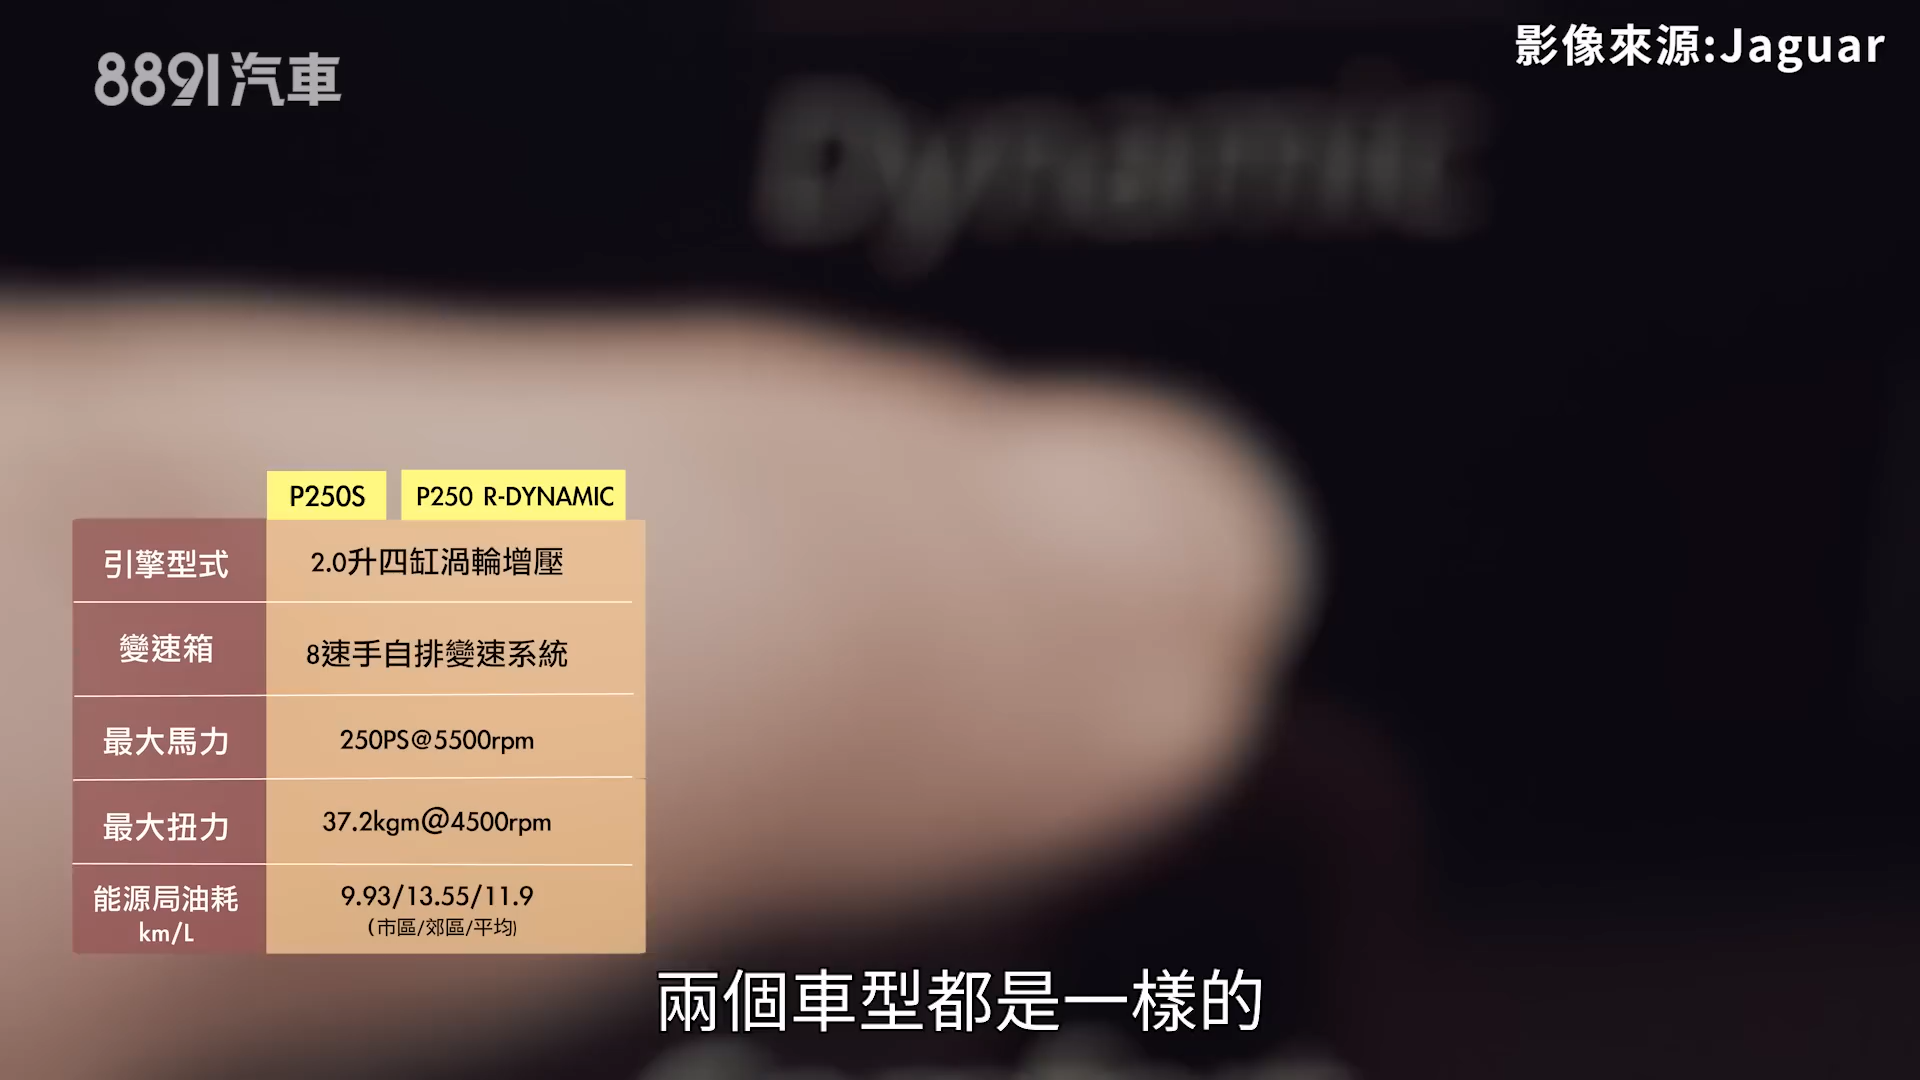 8891汽車
影像來源:Jaguar
Dynamic
P250S
P250 R-DYNAMIC
引擎型式
2.0升四缸渦輪增壓
變速箱
8速手自排變速系統
最大馬力
250PS@5500rpm
最大扭力
37.2kgm@4500rpm
能源局油耗
km/L
9.93/13.55/11.9
(市區/郊區/平均)
兩個車型都是一樣的